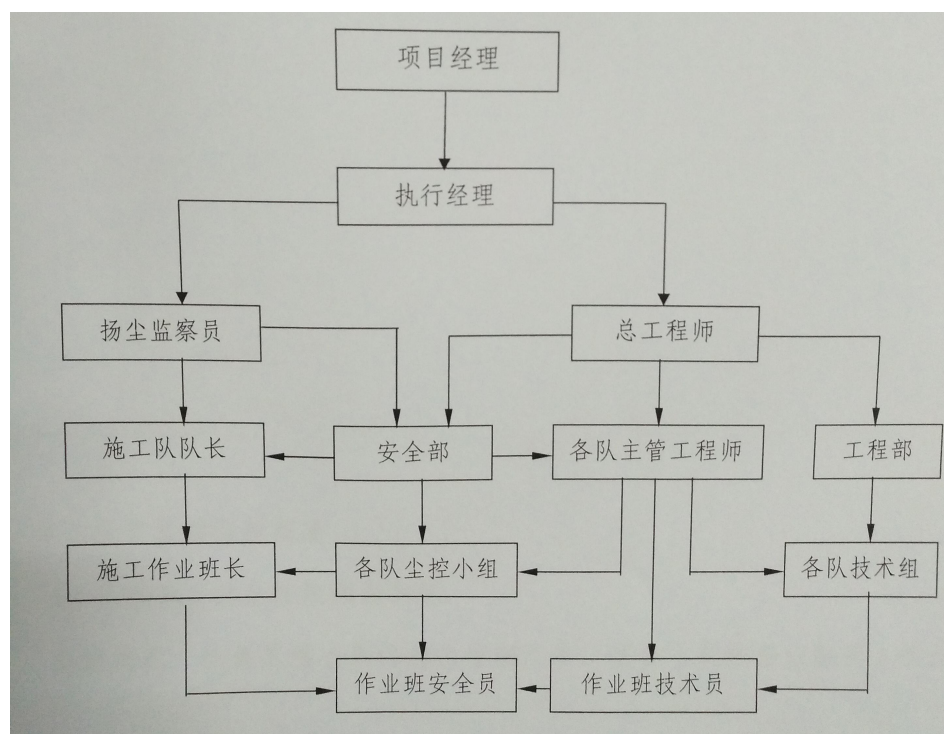 项目经理
执行经理
扬尘监察员
总工程师
施工队队长
安全部
各队主管工程师
工程部
施工作业班长
各队尘控小组
各队技术组
作业班安全员
作业班技术员